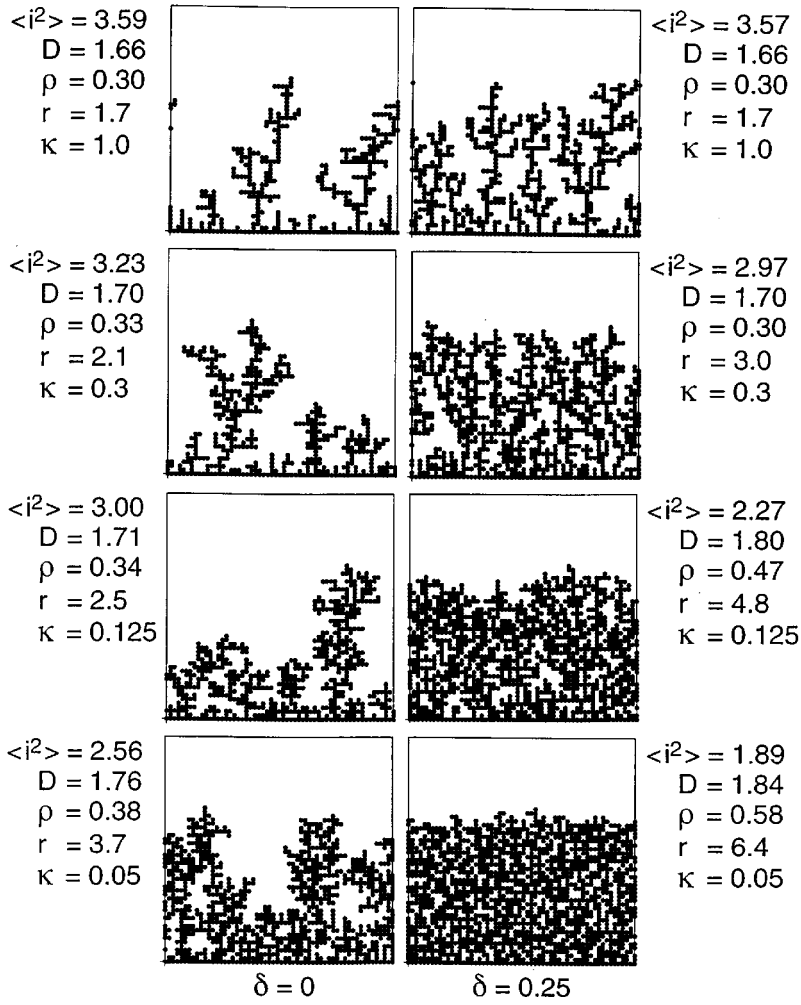 <i²> = 3.59
D = 1.66
ρ = 0.30
r = 1.7
κ = 1.0
<i²> = 3.57
D = 1.66
ρ = 0.30
r = 1.7
κ = 1.0
<i²> = 3.23
D = 1.70
ρ = 0.33
r = 2.1
κ = 0.3
<i²> = 2.97
D = 1.70
ρ = 0.30
r = 3.0
κ = 0.3
<i²> = 3.00
D = 1.71
ρ = 0.34
r = 2.5
κ = 0.125
<i²> = 2.27
D = 1.80
ρ = 0.47
r = 4.8
κ = 0.125
<i²> = 2.56
D = 1.76
ρ = 0.38
r = 3.7
κ = 0.05
<i²> = 1.89
D = 1.84
ρ = 0.58
r = 6.4
κ = 0.05
δ = 0
δ = 0.25